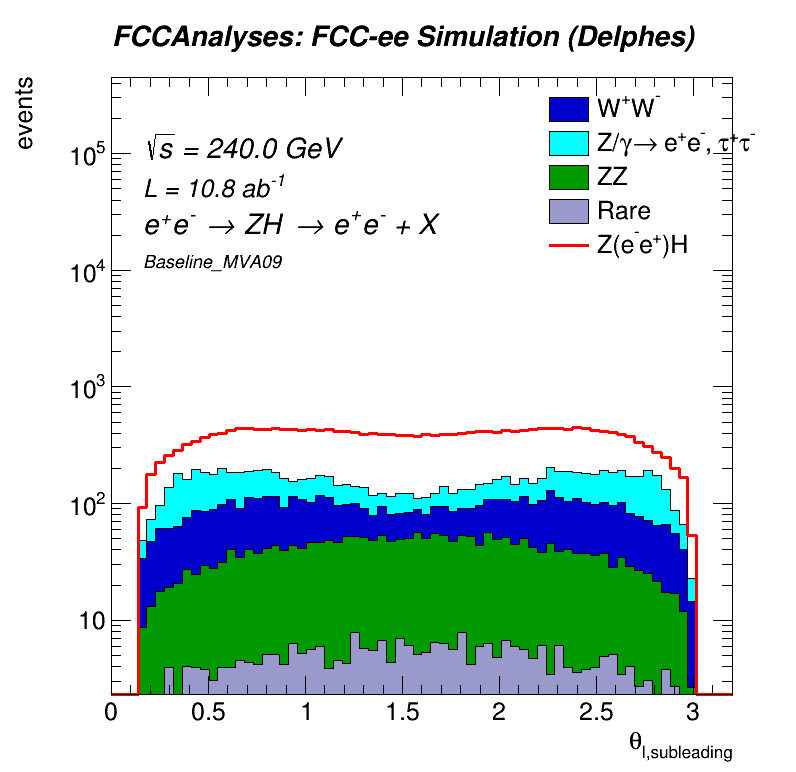 FCCAnalyses: FCC-ee Simulation (Delphes)
events
√s = 240.0 GeV
L = 10.8 ab⁻¹
e⁺e⁻ → ZH → e⁺e⁻ + X
Baseline_MVA09
W⁺W⁻
Z/γ→ e⁺e⁻, τ⁺τ⁻
ZZ
Rare
Z(e⁻e⁺)H
10⁵
10⁴
10³
10²
10
0 0.5 1 1.5 2 2.5 3
θ_l,subleading